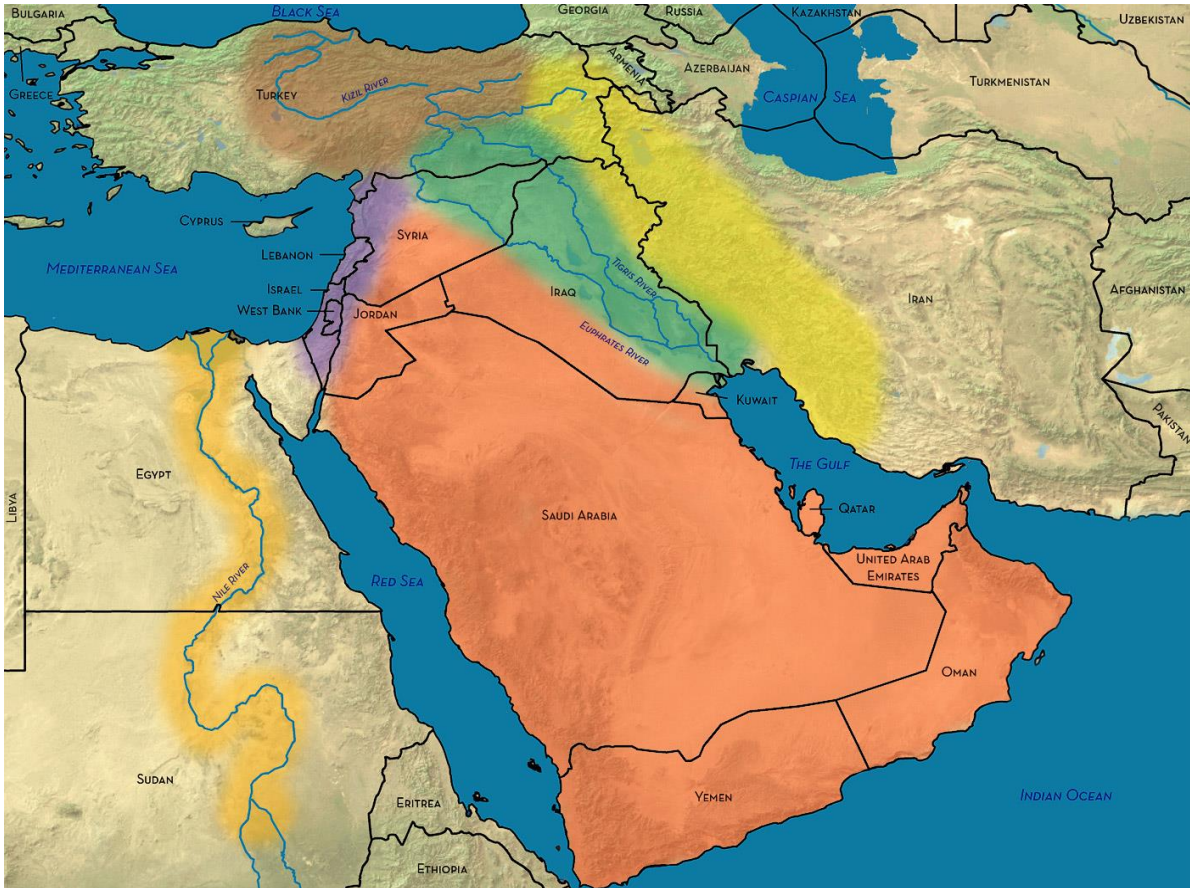 BLACK SEA
BULGARIA
GEORGIA
RUSSIA
KAZAKHSTAN
UZBEKISTAN
GREECE
TURKEY
KIZIL RIVER
ARMENIA
AZERBAIJAN
CASPIAN SEA
TURKMENISTAN
CYPRUS
SYRIA
LEBANON
MEDITERRANEAN SEA
TIGRIS RIVER
ISRAEL
IRAQ
IRAN
AFGHANISTAN
WEST BANK
JORDAN
EUPHRATES RIVER
KUWAIT
PAKISTAN
THE GULF
EGYPT
LIBYA
SAUDI ARABIA
QATAR
UNITED ARAB
EMIRATES
NILE RIVER
RED SEA
OMAN
SUDAN
YEMEN
ERITREA
INDIAN OCEAN
ETHIOPIA